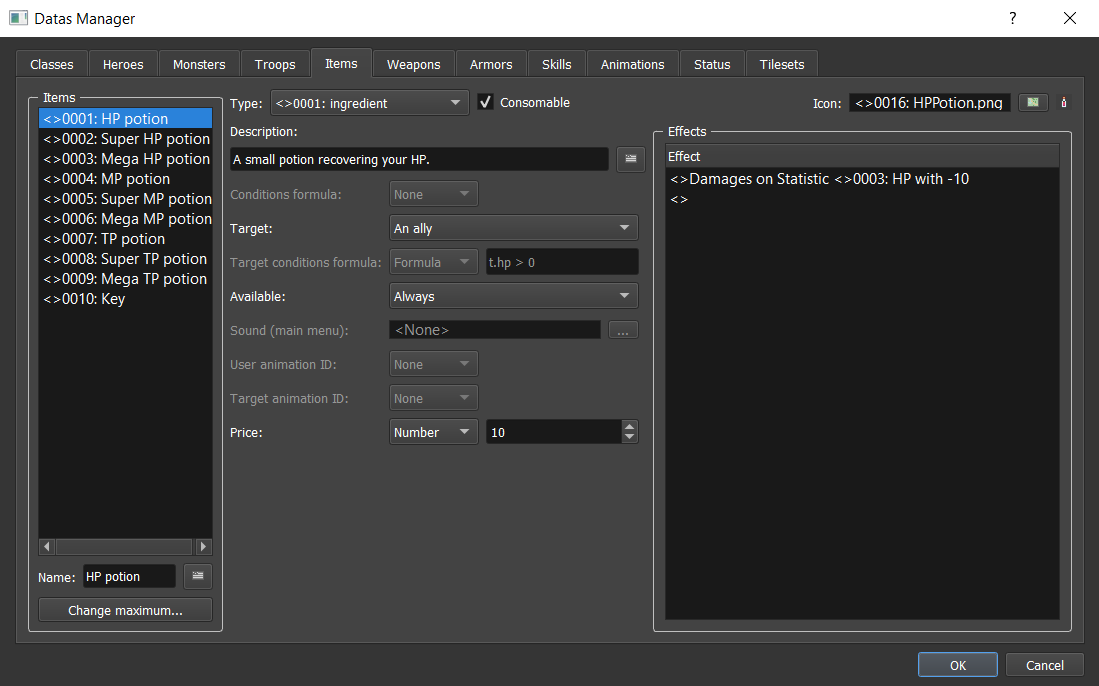 Datas Manager
?
Classes
Heroes
Monsters
Troops
Items
Weapons
Armors
Skills
Animations
Status
Tilesets
Items
<>0001: HP potion
<>0002: Super HP potion
<>0003: Mega HP potion
<>0004: MP potion
<>0005: Super MP potion
<>0006: Mega MP potion
<>0007: TP potion
<>0008: Super TP potion
<>0009: Mega TP potion
<>0010: Key
Name: HP potion
Change maximum...
Type: <>0001: ingredient
Consomable
Description:
A small potion recovering your HP.
Conditions formula: None
Target: An ally
Target conditions formula: Formula t.hp > 0
Available: Always
Sound (main menu): <None> ...
User animation ID: None
Target animation ID: None
Price: Number 10
Icon: <>0016: HPPotion.png
Effects
Effect
<>Damages on Statistic <>0003: HP with -10
<>
OK
Cancel